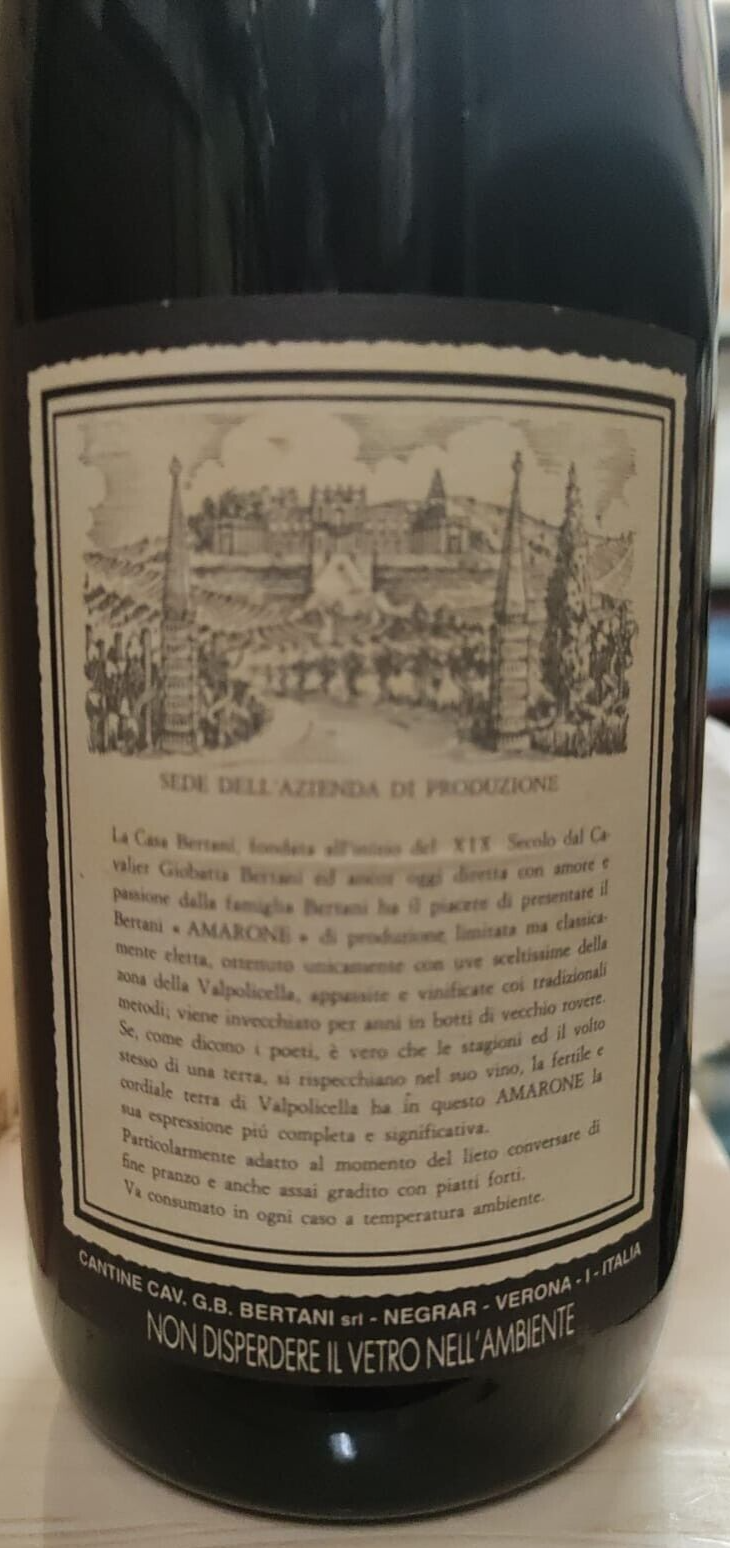 SEDE DELL'AZIENDA DI PRODUZIONE
La Casa Bertani, fondata all'inizio del XIX Secolo dal Ca-
valier Giobatta Bertani ed ancor oggi diretta con amore e
passione dalla famiglia Bertani ha il piacere di presentare il
Bertani « AMARONE » di produzione limitata ma classica-
mente eletta, ottenuto unicamente con uve sceltissime della
zona della Valpolicella, appassite e vinificate coi tradizionali
metodi; viene invecchiato per anni in botti di vecchio rovere.
Se, come dicono i poeti, è vero che le stagioni ed il volto
stesso di una terra, si rispecchiano nel suo vino, la fertile e
cordiale terra di Valpolicella ha in questo AMARONE la
sua espressione piú completa e significativa.
Particolarmente adatto al momento del lieto conversare di
fine pranzo e anche assai gradito con piatti forti.
Va consumato in ogni caso a temperatura ambiente.
CANTINE CAV. G.B. BERTANI srl - NEGRAR - VERONA - I - ITALIA
NON DISPERDERE IL VETRO NELL'AMBIENTE